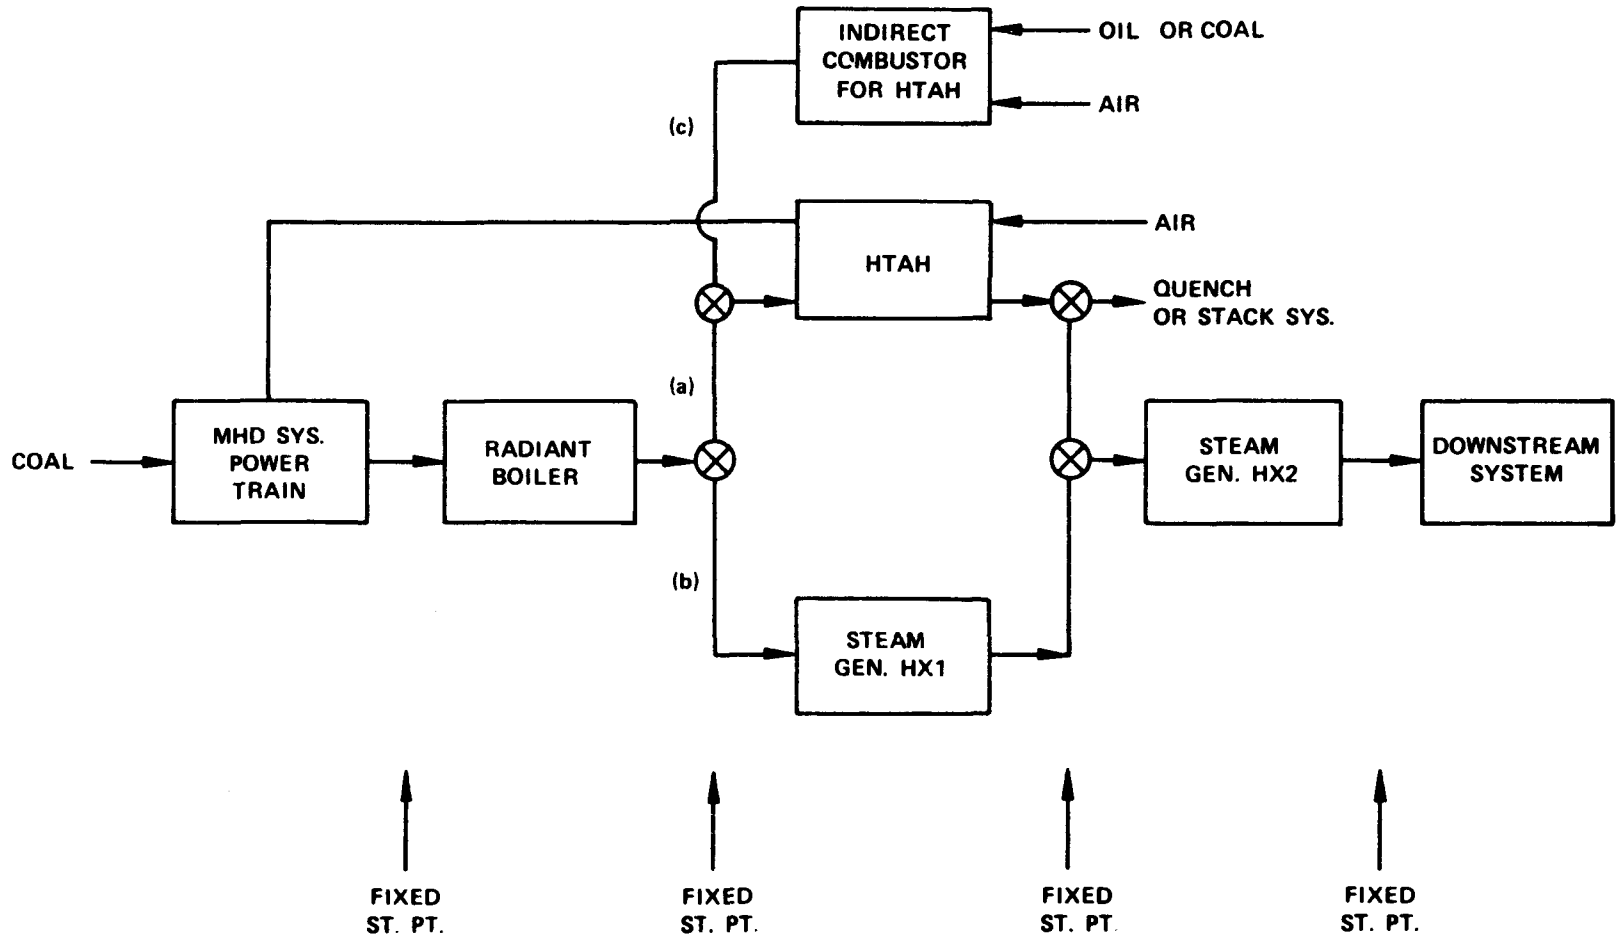 INDIRECT
COMBUSTOR
FOR HTAH
OIL OR COAL
AIR
(c)
HTAH
AIR
QUENCH
OR STACK SYS.
(a)
COAL
MHD SYS.
POWER
TRAIN
RADIANT
BOILER
STEAM
GEN. HX2
DOWNSTREAM
SYSTEM
(b)
STEAM
GEN. HX1
FIXED
ST. PT.
FIXED
ST. PT.
FIXED
ST. PT
FIXED
ST. PT.